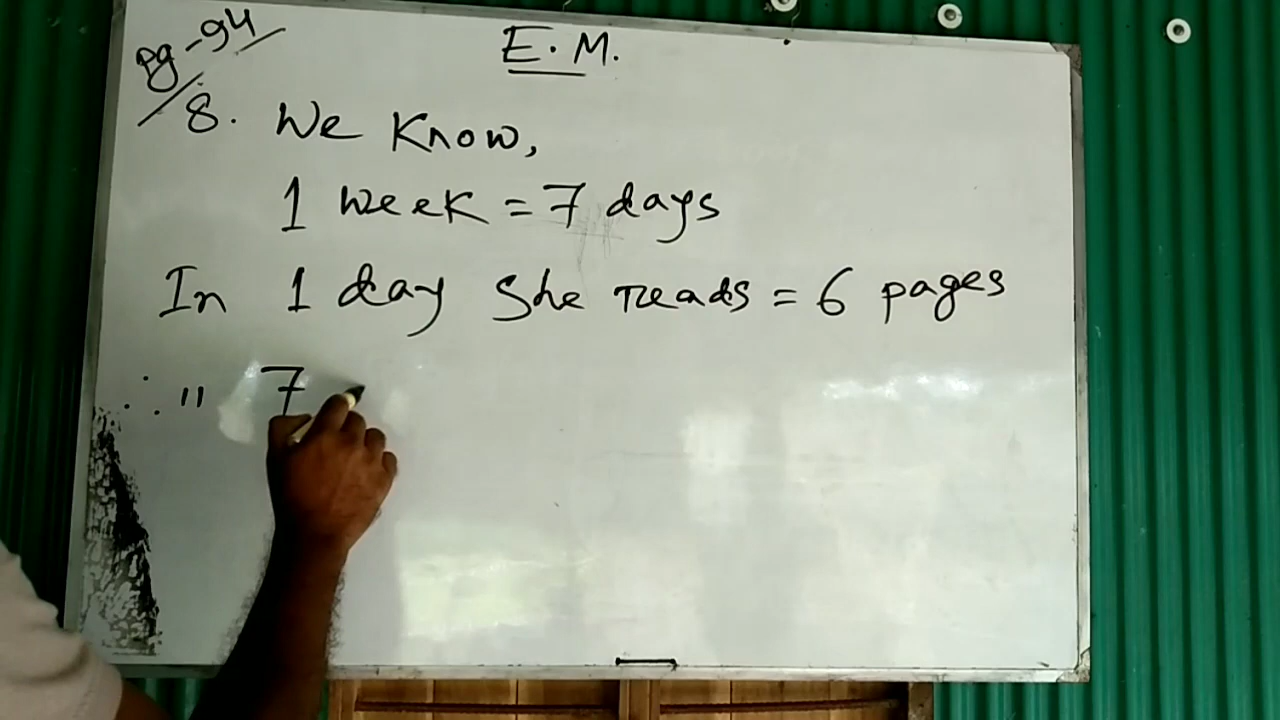 pg-94
E.M.
8. We Know,
1 week = 7 days
In 1 day she reads = 6 pages
∴ " 7